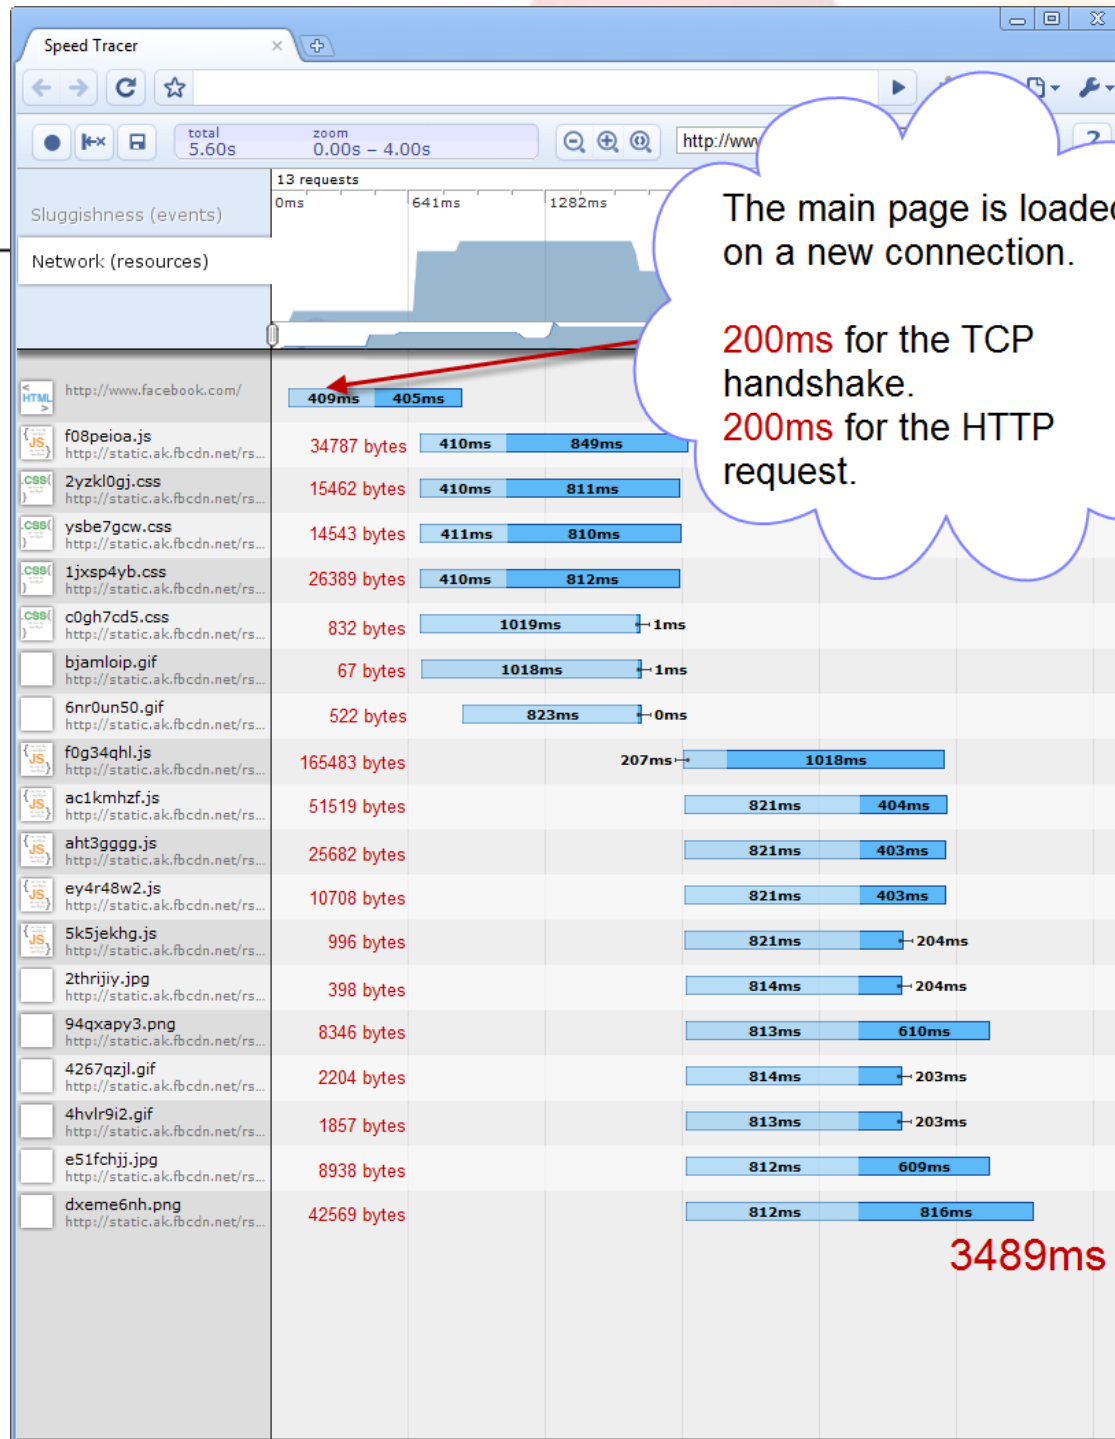 Speed Tracer
total zoom
5.60s 0.00s – 4.00s
http://www
?
13 requests
0ms 641ms 1282ms
Sluggishness (events)
Network (resources)
The main page is loaded
on a new connection.
200ms for the TCP
handshake.
200ms for the HTTP
request.
< HTML >
http://www.facebook.com/
409ms 405ms
{JS}
f08peioa.js
http://static.ak.fbcdn.net/rs...
34787 bytes 410ms 849ms
.css{ }
2yzkl0gj.css
http://static.ak.fbcdn.net/rs...
15462 bytes 410ms 811ms
.css{ }
ysbe7gcw.css
http://static.ak.fbcdn.net/rs...
14543 bytes 411ms 810ms
.css{ }
1jxsp4yb.css
http://static.ak.fbcdn.net/rs...
26389 bytes 410ms 812ms
.css{ }
c0gh7cd5.css
http://static.ak.fbcdn.net/rs...
832 bytes 1019ms 1ms
bjamloip.gif
http://static.ak.fbcdn.net/rs...
67 bytes 1018ms 1ms
6nr0un50.gif
http://static.ak.fbcdn.net/rs...
522 bytes 823ms 0ms
{JS}
f0g34qhl.js
http://static.ak.fbcdn.net/rs...
165483 bytes 207ms 1018ms
{JS}
ac1kmhzf.js
http://static.ak.fbcdn.net/rs...
51519 bytes 821ms 404ms
{JS}
aht3gggg.js
http://static.ak.fbcdn.net/rs...
25682 bytes 821ms 403ms
{JS}
ey4r48w2.js
http://static.ak.fbcdn.net/rs...
10708 bytes 821ms 403ms
{JS}
5k5jekhg.js
http://static.ak.fbcdn.net/rs...
996 bytes 821ms 204ms
2thrijiy.jpg
http://static.ak.fbcdn.net/rs...
398 bytes 814ms 204ms
94qxapy3.png
http://static.ak.fbcdn.net/rs...
8346 bytes 813ms 610ms
4267qzjl.gif
http://static.ak.fbcdn.net/rs...
2204 bytes 814ms 203ms
4hvlr9i2.gif
http://static.ak.fbcdn.net/rs...
1857 bytes 813ms 203ms
e51fchjj.jpg
http://static.ak.fbcdn.net/rs...
8938 bytes 812ms 609ms
dxeme6nh.png
http://static.ak.fbcdn.net/rs...
42569 bytes 812ms 816ms
3489ms